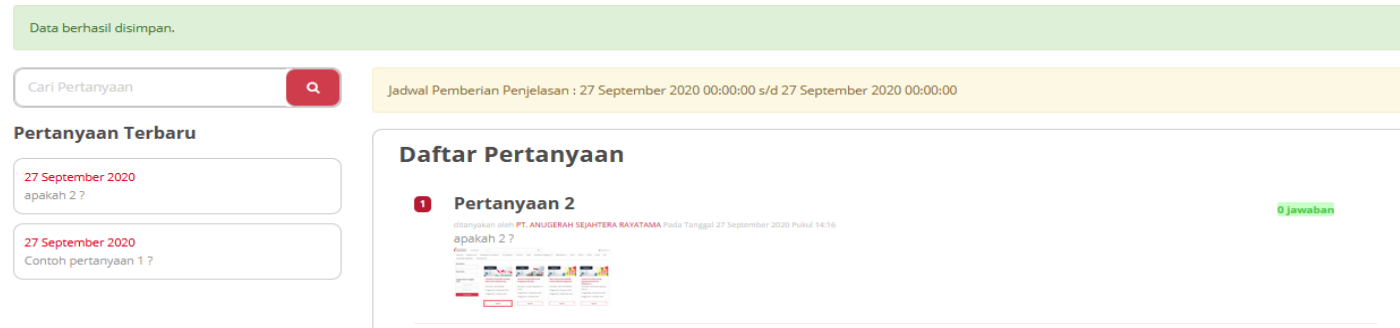 Data berhasil disimpan.
Cari Pertanyaan
Jadwal Pemberian Penjelasan : 27 September 2020 00:00:00 s/d 27 September 2020 00:00:00
Pertanyaan Terbaru
27 September 2020
apakah 2 ?
27 September 2020
Contoh pertanyaan 1 ?
Daftar Pertanyaan
1 Pertanyaan 2
0 jawaban
ditanyakan oleh PT. ANUGERAH SEJAHTERA RAYATAMA Pada Tanggal 27 September 2020 Pukul 14:16
apakah 2 ?